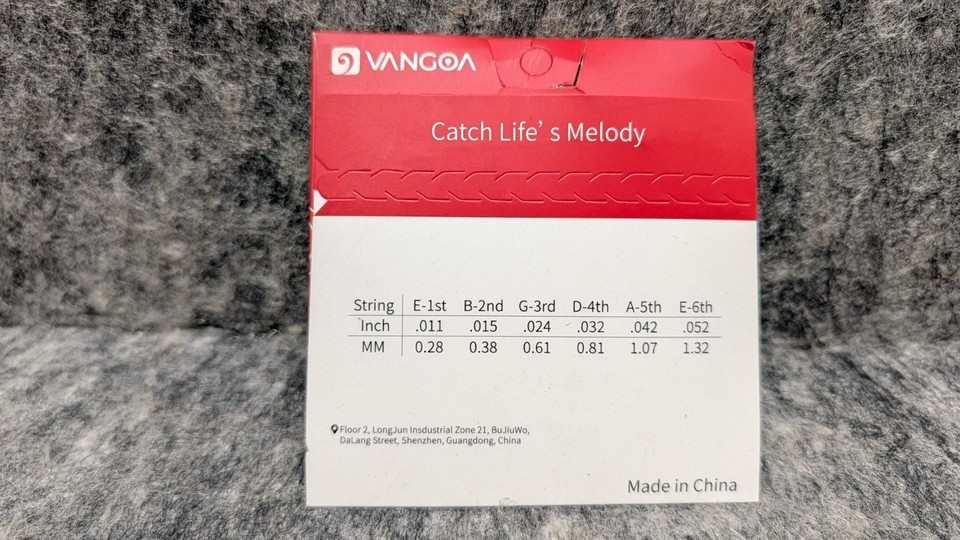 VANGOA
Catch Life’s Melody
String E-1st B-2nd G-3rd D-4th A-5th E-6th
Inch .011 .015 .024 .032 .042 .052
MM 0.28 0.38 0.61 0.81 1.07 1.32
Floor 2, LongJun Insdustrial Zone 21, BuJiuWo,
DaLang Street, Shenzhen, Guangdong, China
Made in China